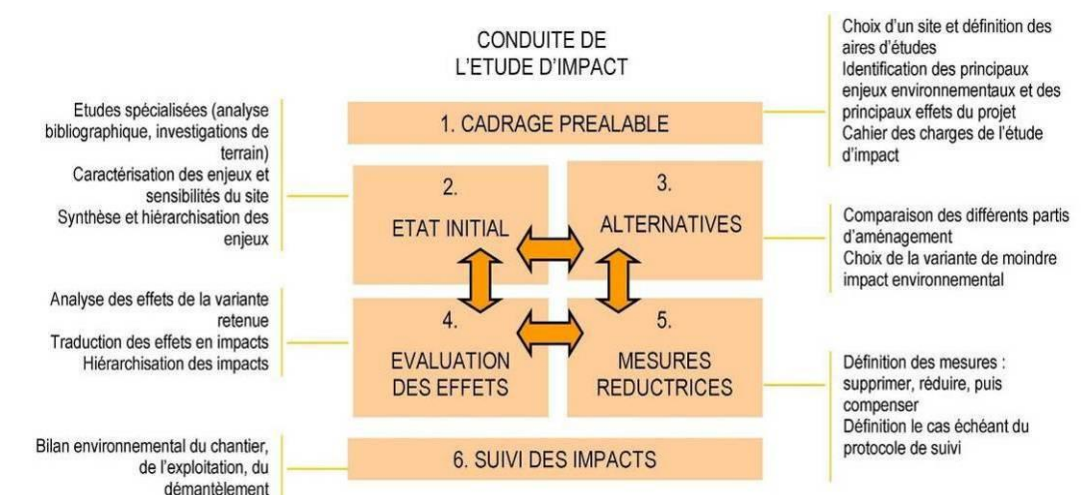 CONDUITE DE
L'ETUDE D'IMPACT
1. CADRAGE PREALABLE
Choix d'un site et définition des
aires d'études
Identification des principaux
enjeux environnementaux et des
principaux effets du projet
Cahier des charges de l'étude
d'impact
Etudes spécialisées (analyse
bibliographique, investigations de
terrain)
Caractérisation des enjeux et
sensibilités du site
Synthèse et hiérarchisation des
enjeux
2.
ETAT INITIAL
3.
ALTERNATIVES
Comparaison des différents partis
d'aménagement
Choix de la variante de moindre
impact environnemental
Analyse des effets de la variante
retenue
Traduction des effets en impacts
Hiérarchisation des impacts
4.
EVALUATION
DES EFFETS
5.
MESURES
REDUCTRICES
Définition des mesures :
supprimer, réduire, puis
compenser
Définition le cas échéant du
protocole de suivi
Bilan environnemental du chantier,
de l'exploitation, du
démantèlement
6. SUIVI DES IMPACTS